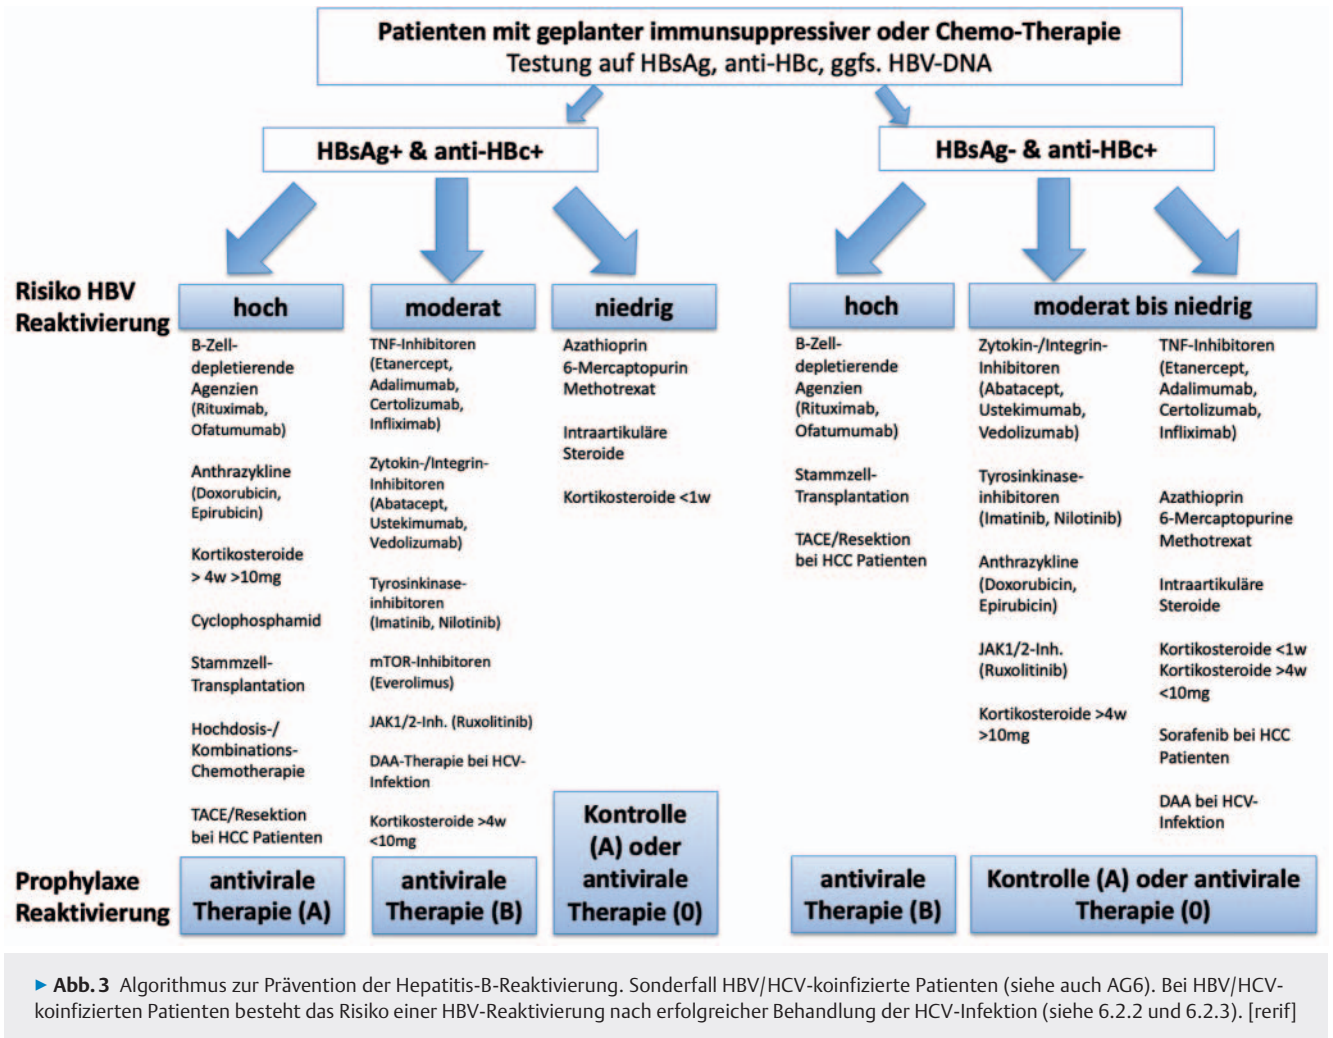 Patienten mit geplanter immunsuppressiver oder Chemo-Therapie
Testung auf HBsAg, anti-HBc, ggfs. HBV-DNA
HBsAg+ & anti-HBc+
HBsAg- & anti-HBc+
Risiko HBV
Reaktivierung
hoch
moderat
niedrig
hoch
moderat bis niedrig
B-Zell-
depletierende
Agenzien
(Rituximab,
Ofatumumab)
Anthrazykline
(Doxorubicin,
Epirubicin)
Kortikosteroide
> 4w >10mg
Cyclophosphamid
Stammzell-
Transplantation
Hochdosis-/
Kombinations-
Chemotherapie
TACE/Resektion
bei HCC Patienten
TNF-Inhibitoren
(Etanercept,
Adalimumab,
Certolizumab,
Infliximab)
Zytokin-/Integrin-
Inhibitoren
(Abatacept,
Ustekimumab,
Vedolizumab)
Tyrosinkinase-
inhibitoren
(Imatinib, Nilotinib)
mTOR-Inhibitoren
(Everolimus)
JAK1/2-Inh. (Ruxolitinib)
DAA-Therapie bei HCV-
Infektion
Kortikosteroide >4w
<10mg
Azathioprin
6-Mercaptopurin
Methotrexat
Intraartikuläre
Steroide
Kortikosteroide <1w
B-Zell-
depletierende
Agenzien
(Rituximab,
Ofatumumab)
Stammzell-
Transplantation
TACE/Resektion
bei HCC Patienten
Zytokin-/Integrin-
Inhibitoren
(Abatacept,
Ustekimumab,
Vedolizumab)
Tyrosinkinase-
inhibitoren
(Imatinib, Nilotinib)
Anthrazykline
(Doxorubicin,
Epirubicin)
JAK1/2-Inh.
(Ruxolitinib)
Kortikosteroide >4w
>10mg
TNF-Inhibitoren
(Etanercept,
Adalimumab,
Certolizumab,
Infliximab)
Azathioprin
6-Mercaptopurine
Methotrexat
Intraartikuläre
Steroide
Kortikosteroide <1w
Kortikosteroide >4w
<10mg
Sorafenib bei HCC
Patienten
DAA bei HCV-
Infektion
Prophylaxe
Reaktivierung
antivirale
Therapie (A)
antivirale
Therapie (B)
Kontrolle
(A) oder
antivirale
Therapie (0)
antivirale
Therapie (B)
Kontrolle (A) oder antivirale
Therapie (0)
► Abb. 3 Algorithmus zur Prävention der Hepatitis-B-Reaktivierung. Sonderfall HBV/HCV-koinfizierte Patienten (siehe auch AG6). Bei HBV/HCV-
koinfizierten Patienten besteht das Risiko einer HBV-Reaktivierung nach erfolgreicher Behandlung der HCV-Infektion (siehe 6.2.2 und 6.2.3). [rerif]